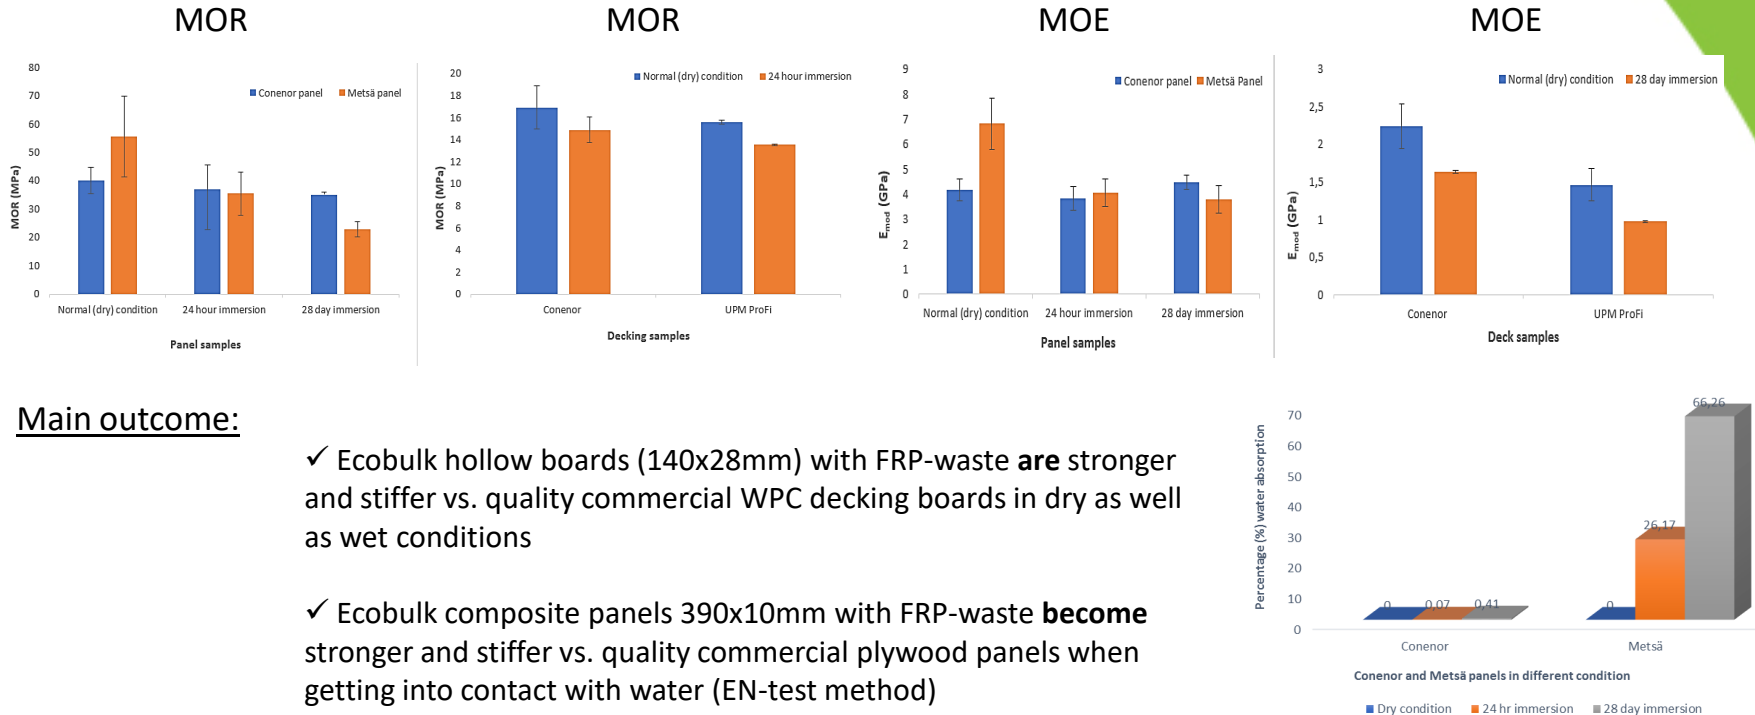 MOR
MOR
MOE
MOE
80
70
60
50
40
30
20
10
0
MOR (MPa)
Conenor panel
Metsä panel
Normal (dry) condition
24 hour immersion
28 day immersion
Panel samples
20
18
16
14
12
10
8
6
4
2
0
MOR (MPa)
Normal (dry) condition
24 hour immersion
Conenor
UPM ProFi
Decking samples
9
8
7
6
5
4
3
2
1
0
Emod (GPa)
Conenor panel
Metsä Panel
Normal (dry) condition
24 hour immersion
28 day immersion
Panel samples
3
2,5
2
1,5
1
0,5
0
Emod (GPa)
Normal (dry) condition
28 day immersion
Conenor
UPM ProFi
Deck samples
Main outcome:
✓ Ecobulk hollow boards (140x28mm) with FRP-waste are stronger
and stiffer vs. quality commercial WPC decking boards in dry as well
as wet conditions
✓ Ecobulk composite panels 390x10mm with FRP-waste become
stronger and stiffer vs. quality commercial plywood panels when
getting into contact with water (EN-test method)
70
60
50
40
30
20
10
0
Percentage (%) water absorption
0
0,07
0,41
0
26,17
66,26
Conenor
Metsä
Conenor and Metsä panels in different condition
Dry condition
24 hr immersion
28 day immersion